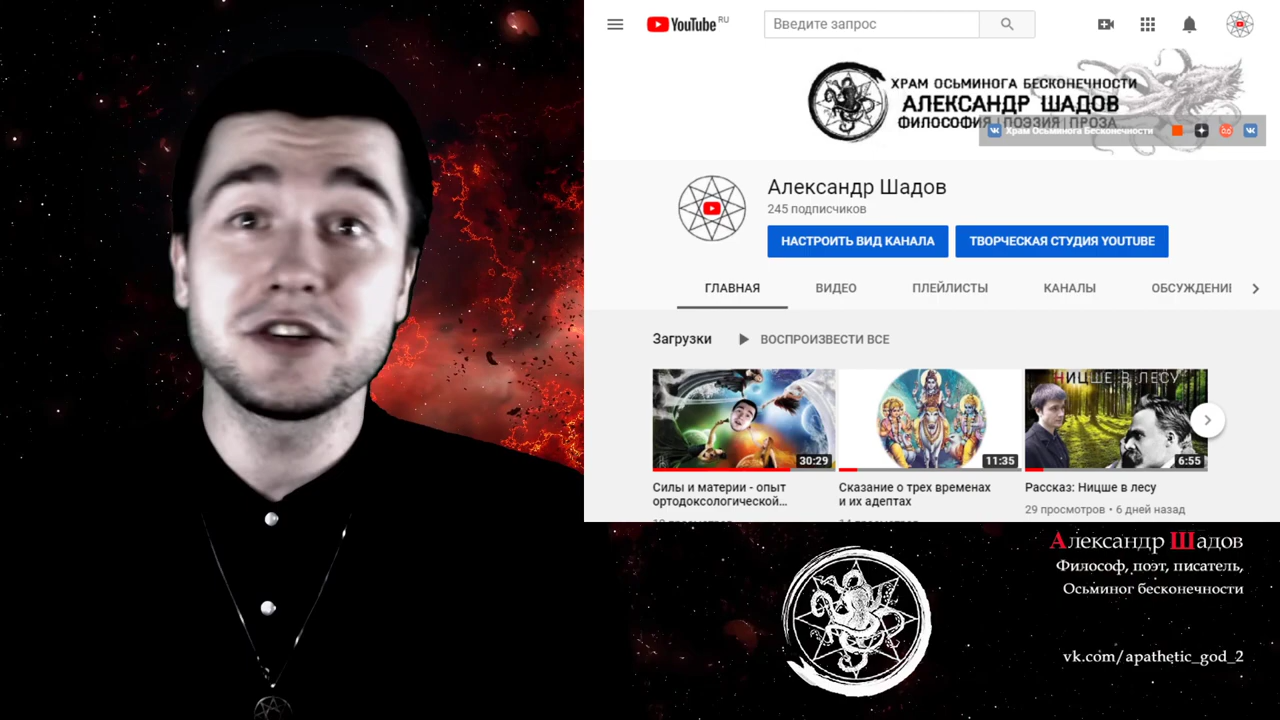 YouTube RU
Введите запрос
ХРАМ ОСЬМИНОГА БЕСКОНЕЧНОСТИ
АЛЕКСАНДР ШАДОВ
ФИЛОСОФИЯ|ПОЭЗИЯ|ПРОЗА
Храм Осьминога Бесконечности
Александр Шадов
245 подписчиков
НАСТРОИТЬ ВИД КАНАЛА ТВОРЧЕСКАЯ СТУДИЯ YOUTUBE
ГЛАВНАЯ ВИДЕО ПЛЕЙЛИСТЫ КАНАЛЫ ОБСУЖДЕНИ
Загрузки ВОСПРОИЗВЕСТИ ВСЕ
НИЦШЕ В ЛЕСУ
30:29 11:35 6:55
Силы и материи - опыт
ортодоксологической...
Сказание о трех временах
и их адептах
Рассказ: Ницше в лесу
29 просмотров • 6 дней назад
Александр Шадов
Философ, поэт, писатель,
Осьминог бесконечности
vk.com/apathetic_god_2